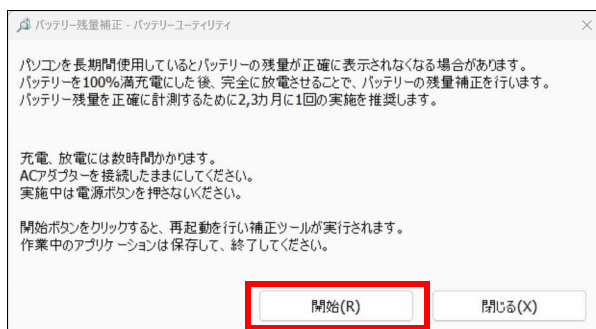 バッテリー残量補正 - バッテリーユーティリティ
パソコンを長期間使用しているとバッテリーの残量が正確に表示されなくなる場合があります。
バッテリーを100%満充電にした後、完全に放電させることで、バッテリーの残量補正を行います。
バッテリー残量を正確に計測するために2,3カ月に1回の実施を推奨します。
充電、放電には数時間かかります。
ACアダプターを接続したままにしてください。
実施中は電源ボタンを押さないください。
開始ボタンをクリックすると、再起動を行い補正ツールが実行されます。
作業中のアプリケーションは保存して、終了してください。
開始(R)
閉じる(X)